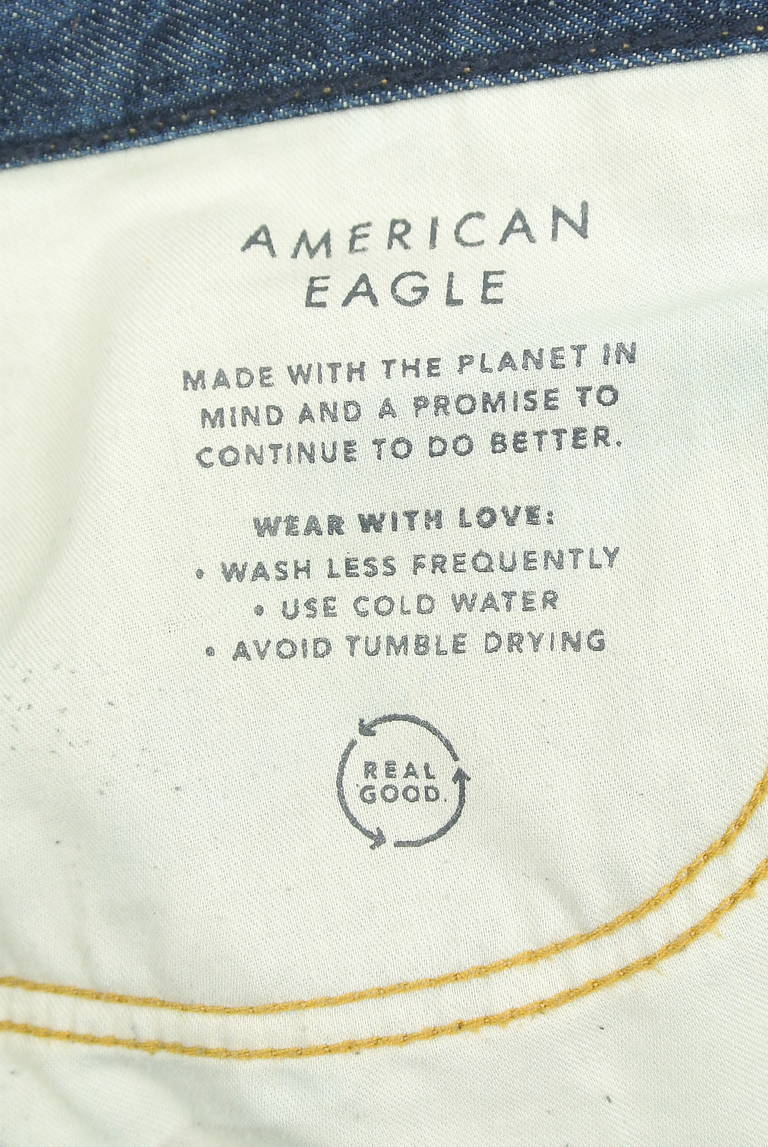 AMERICAN
EAGLE
MADE WITH THE PLANET IN
MIND AND A PROMISE TO
CONTINUE TO DO BETTER.
WEAR WITH LOVE:
• WASH LESS FREQUENTLY
• USE COLD WATER
• AVOID TUMBLE DRYING
REAL
GOOD.